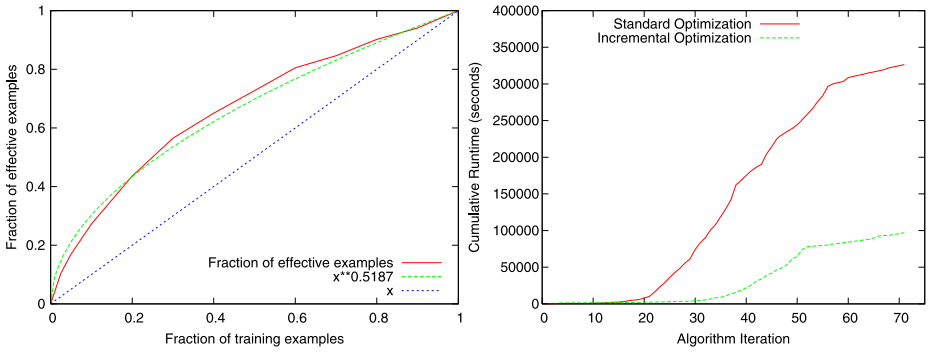 Fraction of effective examples
1
0.8
0.6
0.4
0.2
0
Fraction of effective examples
x**0.5187
x
0 0.2 0.4 0.6 0.8 1
Fraction of training examples
Cumulative Runtime (seconds)
400000
350000
300000
250000
200000
150000
100000
50000
0
Standard Optimization
Incremental Optimization
0 10 20 30 40 50 60 70
Algorithm Iteration